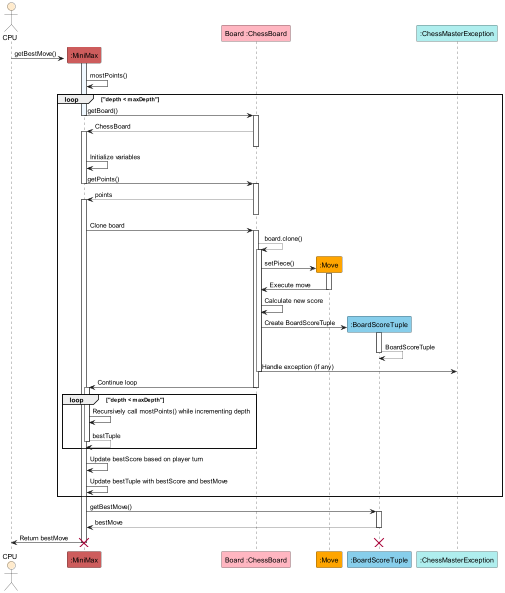 CPU
Board :ChessBoard
:ChessMasterException
getBestMove()
:MiniMax
mostPoints()
loop ["depth < maxDepth"]
getBoard()
ChessBoard
Initialize variables
getPoints()
points
Clone board
board.clone()
setPiece()
:Move
Execute move
Calculate new score
Create BoardScoreTuple
:BoardScoreTuple
BoardScoreTuple
Handle exception (if any)
Continue loop
loop ["depth < maxDepth"]
Recursively call mostPoints() while incrementing depth
bestTuple
Update bestScore based on player turn
Update bestTuple with bestScore and bestMove
getBestMove()
bestMove
Return bestMove
CPU
:MiniMax
Board :ChessBoard
:Move
:BoardScoreTuple
:ChessMasterException